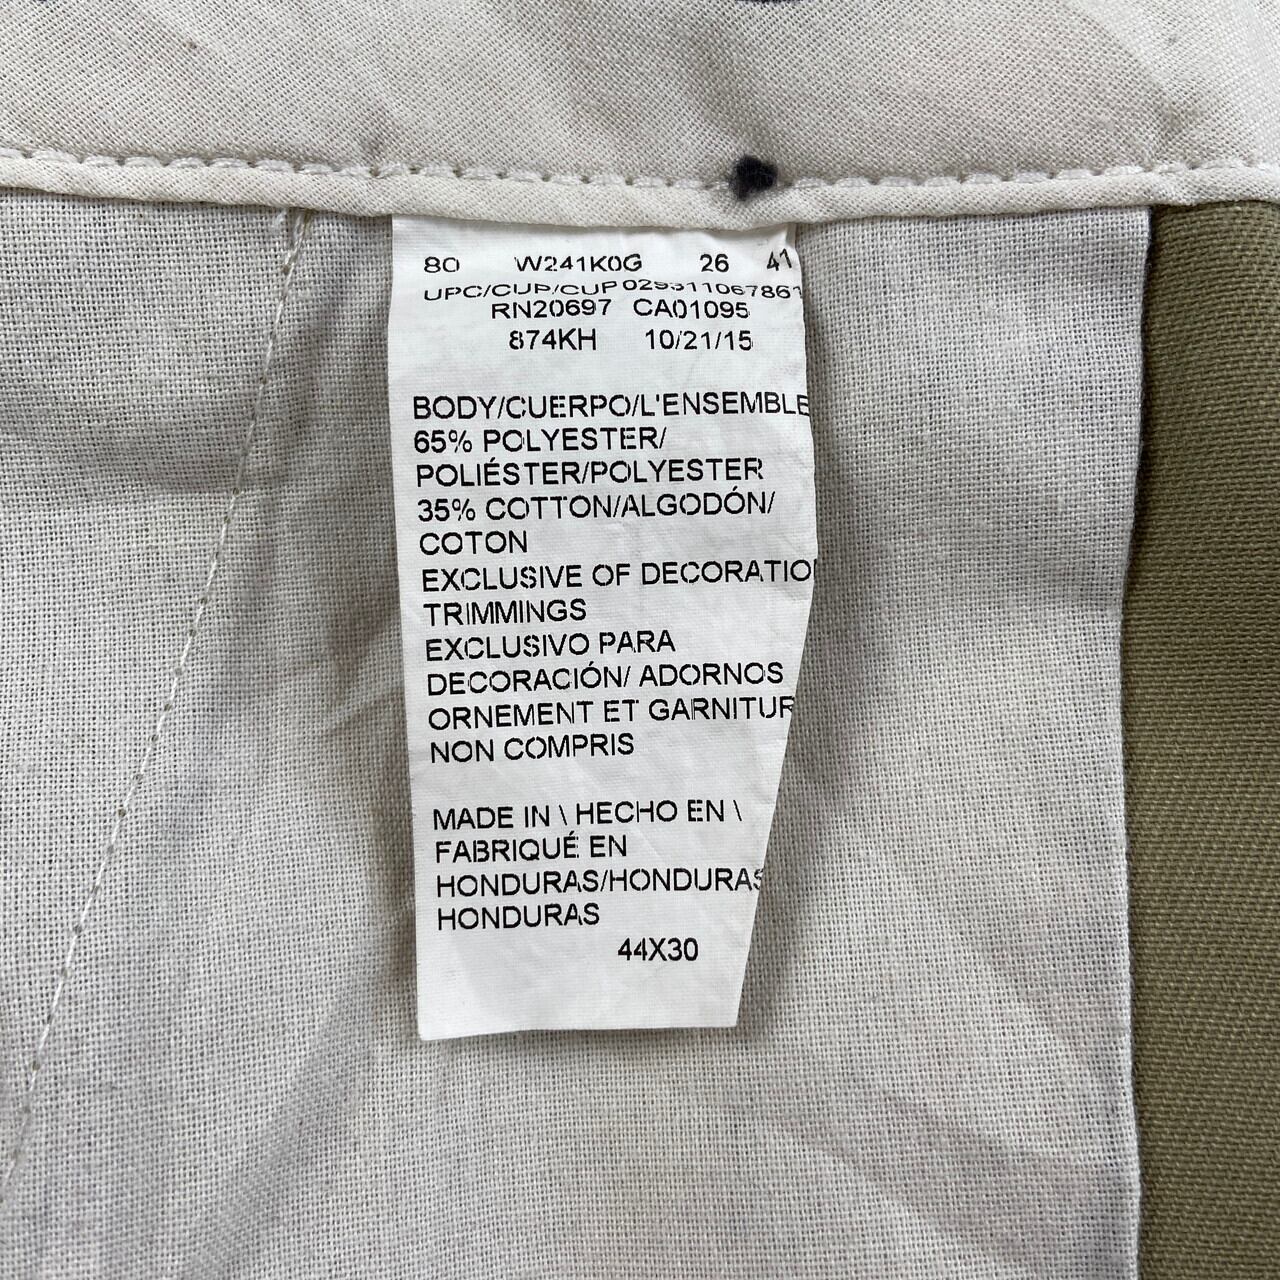 80 W241K0G 26 41
UPC/CUP/CUP 029311067861
RN20697 CA01095
874KH 10/21/15
BODY/CUERPO/L'ENSEMBLE
65% POLYESTER/
POLIÉSTER/POLYESTER
35% COTTON/ALGODÓN/
COTON
EXCLUSIVE OF DECORATIO
TRIMMINGS
EXCLUSIVO PARA
DECORACIÓN/ ADORNOS
ORNEMENT ET GARNITUR
NON COMPRIS
MADE IN \ HECHO EN \
FABRIQUÉ EN
HONDURAS/HONDURAS
HONDURAS
44X30